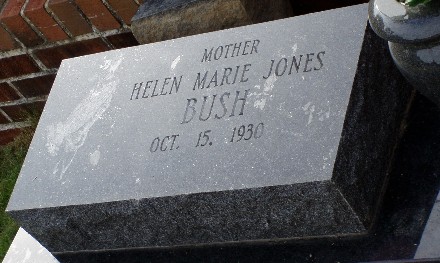 MOTHER
HELEN MARIE JONES
BUSH
OCT. 15, 1930